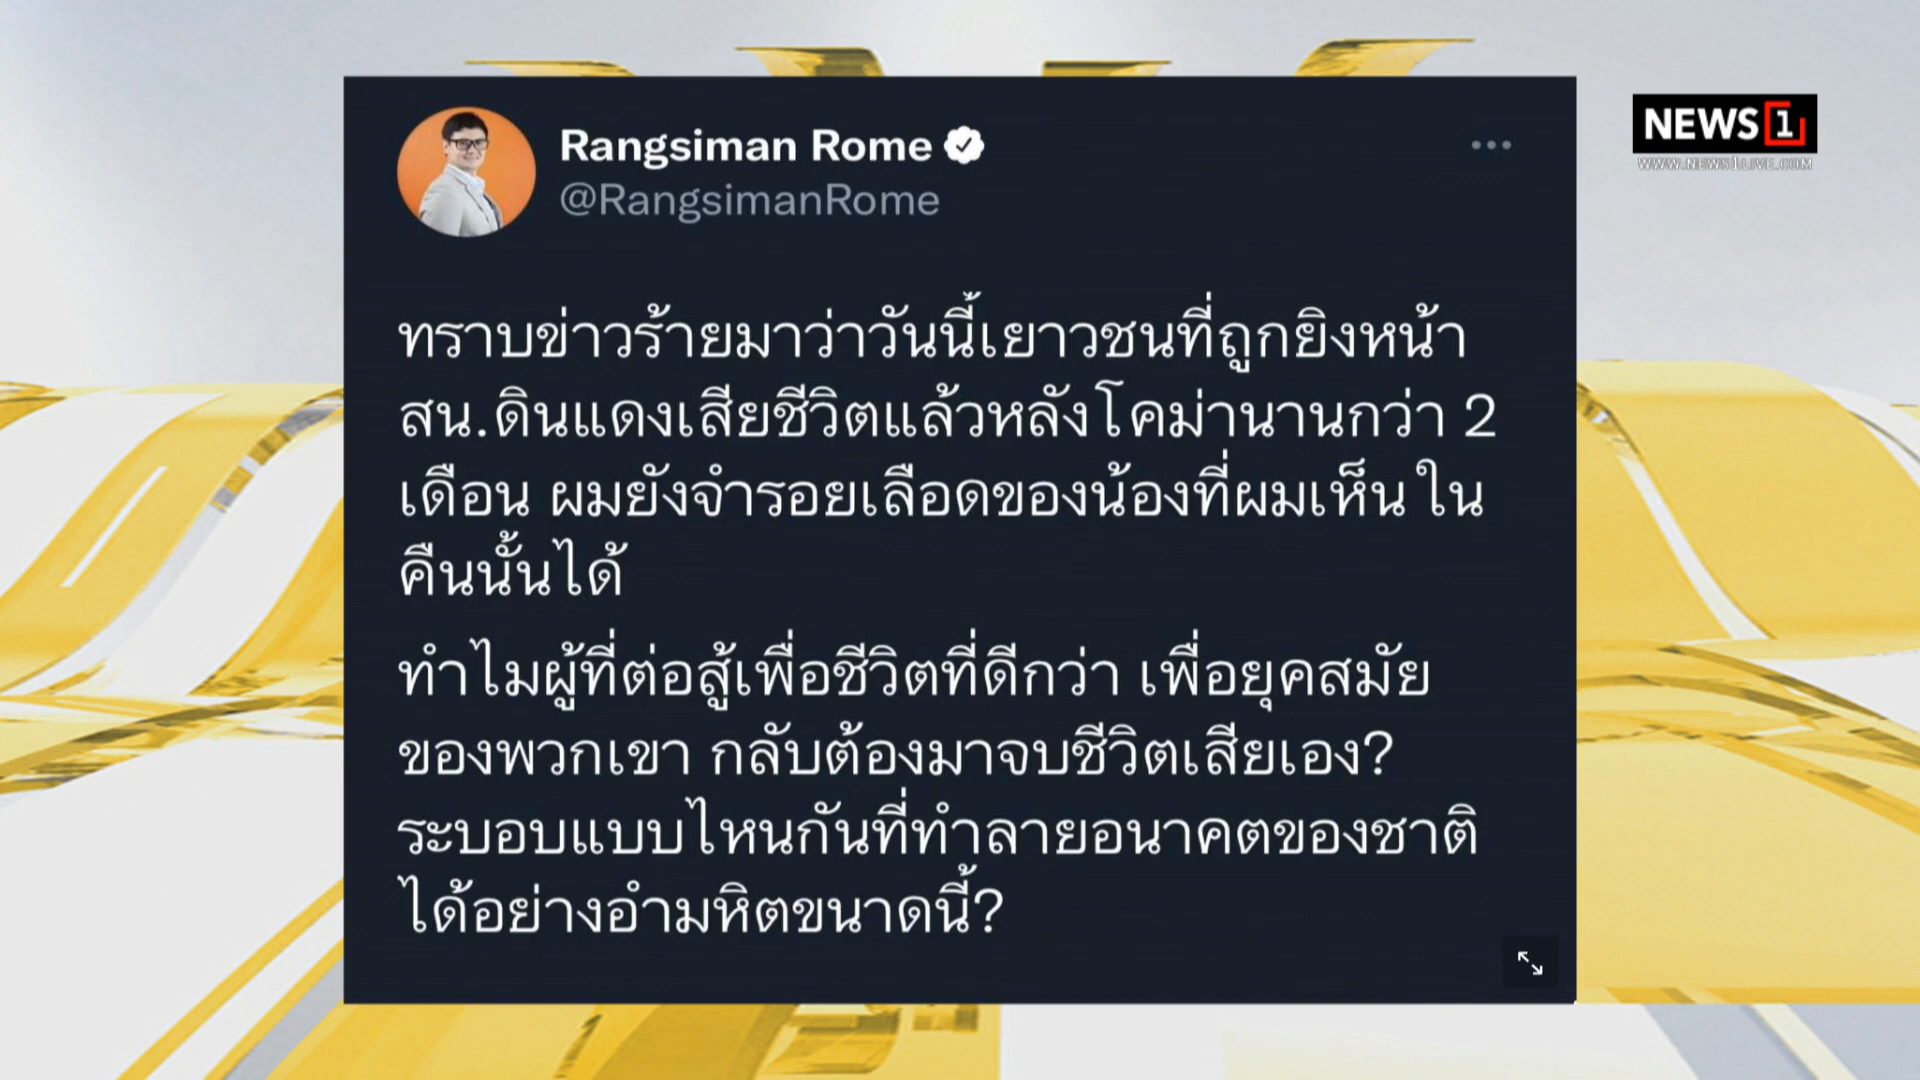 NEWS 1
WWW.NEWS1LIVE.COM
Rangsiman Rome
@RangsimanRome
ทราบข่าวร้ายมาว่าวันนี้เยาวชนที่ถูกยิงหน้า
สน.ดินแดงเสียชีวิตแล้วหลังโคม่านานกว่า 2
เดือน ผมยังจำรอยเลือดของน้องที่ผมเห็นใน
คืนนั้นได้
ทำไมผู้ที่ต่อสู้เพื่อชีวิตที่ดีกว่า เพื่อยุคสมัย
ของพวกเขา กลับต้องมาจบชีวิตเสียเอง?
ระบอบแบบไหนกันที่ทำลายอนาคตของชาติ
ได้อย่างอำมหิตขนาดนี้?